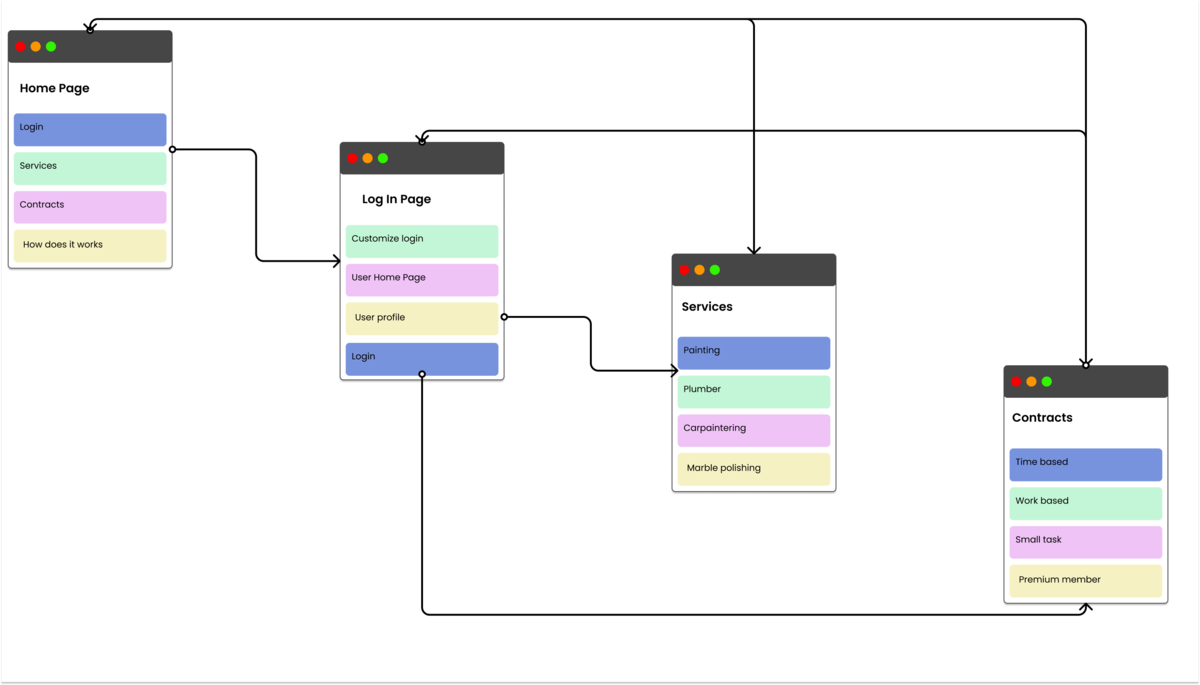 Home Page
Login
Services
Contracts
How does it works
Log In Page
Customize login
User Home Page
User profile
Login
Services
Painting
Plumber
Carpaintering
Marble polishing
Contracts
Time based
Work based
Small task
Premium member